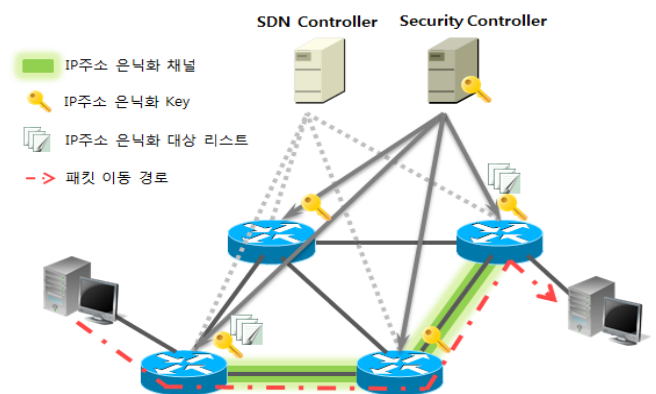 SDN Controller
Security Controller
IP주소 은닉화 채널
IP주소 은닉화 Key
IP주소 은닉화 대상 리스트
패킷 이동 경로